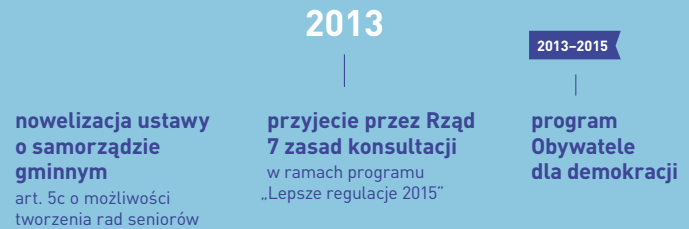 2013
2013–2015
nowelizacja ustawy
o samorządzie
gminnym
art. 5c o możliwości
tworzenia rad seniorów
przyjecie przez Rząd
7 zasad konsultacji
w ramach programu
„Lepsze regulacje 2015”
program
Obywatele
dla demokracji